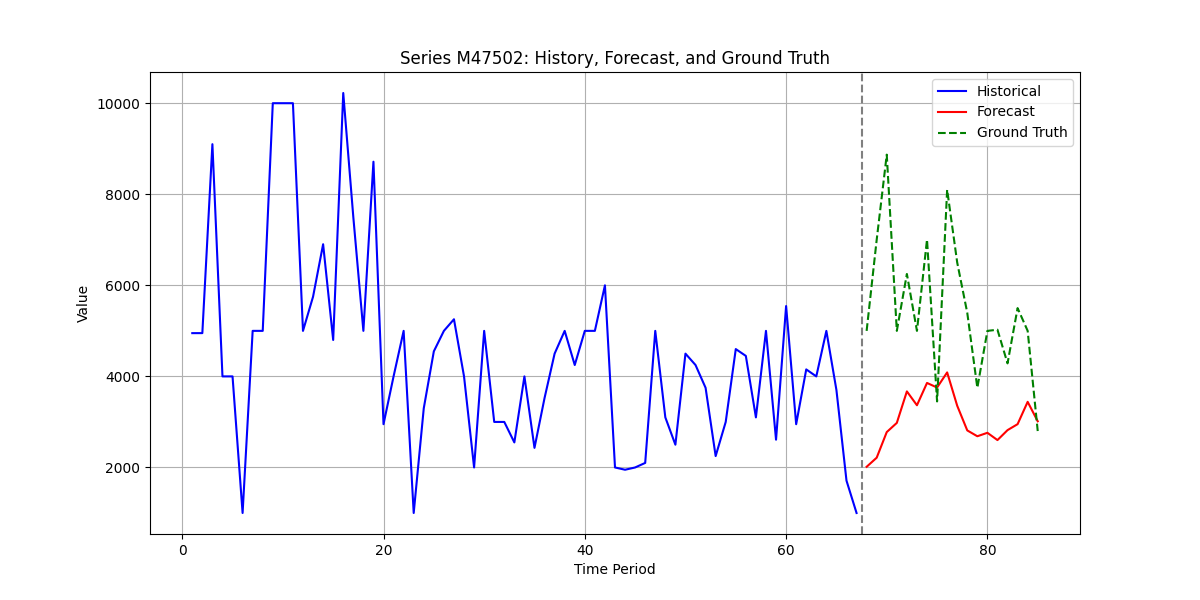 Series M47502: History, Forecast, and Ground Truth
Historical
Forecast
Ground Truth
10000
8000
6000
4000
2000
Value
0 20 40 60 80
Time Period